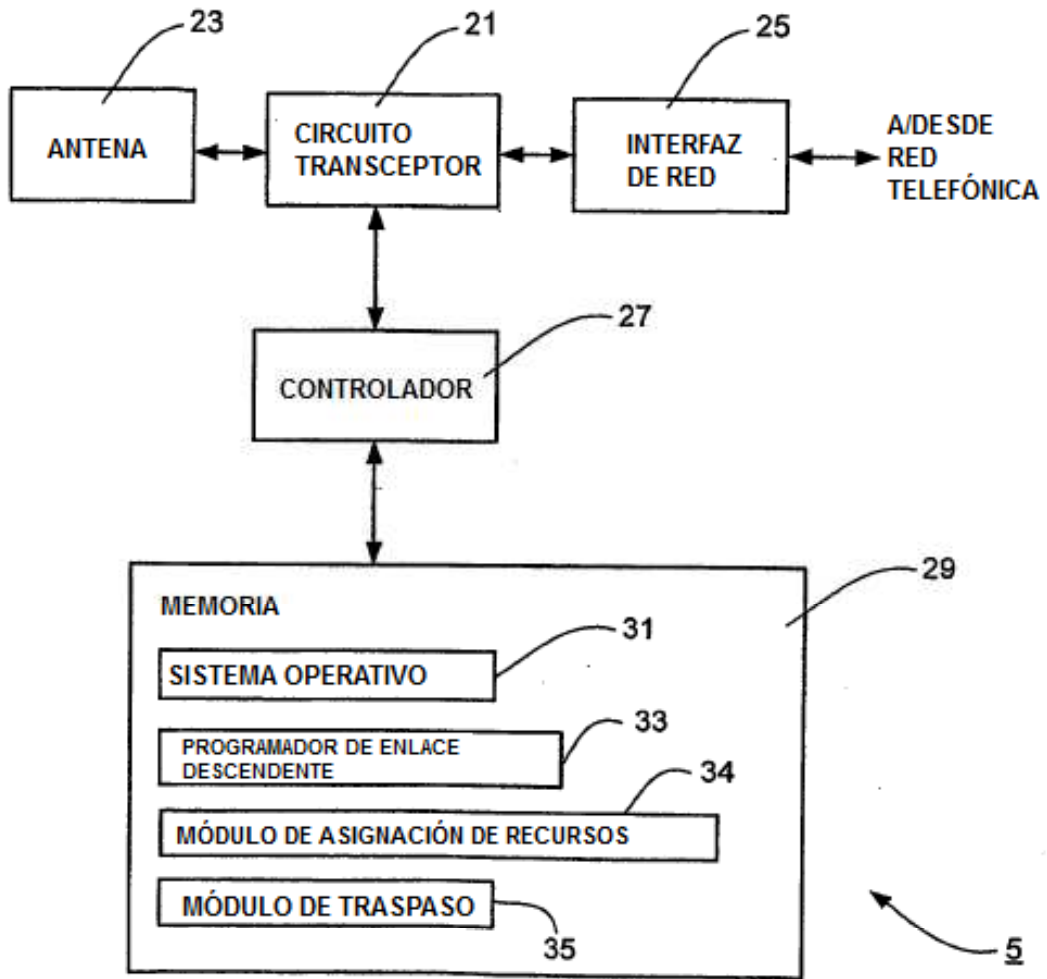 23
21
25
ANTENA
CIRCUITO
TRANSCEPTOR
INTERFAZ
DE RED
A/DESDE
RED
TELEFÓNICA
27
CONTROLADOR
29
MEMORIA
31
SISTEMA OPERATIVO
33
PROGRAMADOR DE ENLACE
DESCENDENTE
34
MÓDULO DE ASIGNACIÓN DE RECURSOS
MÓDULO DE TRASPASO
35
5